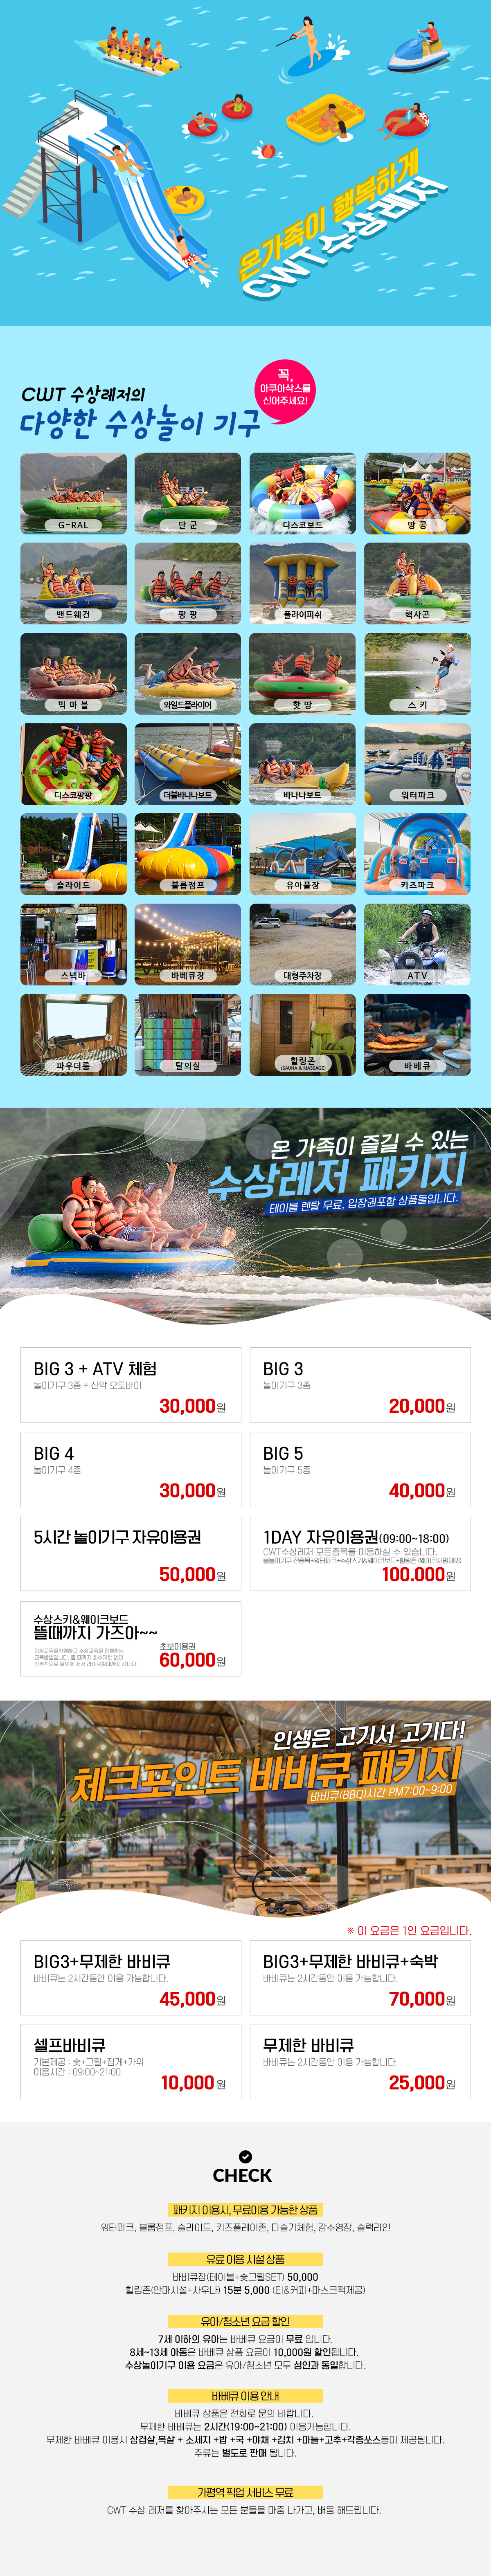 온가족이 행복하게
CWT수상레저
꼭,
아쿠아삭스를
신어주세요!
CWT 수상레저의
다양한 수상놀이 기구
G-RAL
단 군
디스코보드
땅 콩
밴드웨건
팡 팡
플라이피쉬
핵사곤
빅 마 블
와일드플라이어
핫 땅
스 키
디스코팡팡
더블바나나보트
바나나보트
워터파크
슬라이드
블롭점프
유아풀장
키즈파크
스낵바
바베큐장
대형주차장
ATV
파우더룸
탈의실
힐링존
(SAUNA & MASSAGE)
바베큐
온 가족이 즐길 수 있는
수상레저 패키지
테이블 렌탈 무료, 입장권포함 상품들입니다.
BIG 3 + ATV 체험
놀이기구 3종 + 산악 오토바이
30,000원
BIG 3
놀이기구 3종
20,000원
BIG 4
놀이기구 4종
30,000원
BIG 5
놀이기구 5종
40,000원
5시간 놀이기구 자유이용권
50,000원
1DAY 자유이용권(09:00~18:00)
CWT수상레저 모든종목을 이용하실 수 있습니다.
물놀이기구 전종목+워터파크+수상스키&웨이크보드+힐링존 (웨이크서핑제외)
100.000원
수상스키&웨이크보드
뜰때까지 가즈아~~
초보이용권
60,000원
인생은 고기서 고기다!
체크포인트 바비큐 패키지
바비큐(BBQ)시간 PM7:00~9:00
※ 이 요금은 1인 요금입니다.
BIG3+무제한 바비큐
바비큐는 2시간동안 이용 가능합니다.
45,000원
BIG3+무제한 바비큐+숙박
바비큐는 2시간동안 이용 가능합니다.
70,000원
셀프바비큐
기본제공 : 숯+그릴+집게+가위
이용시간 : 09:00~21:00
10,000원
무제한 바비큐
바비큐는 2시간동안 이용 가능합니다.
25,000원
CHECK
패키지 이용시, 무료이용 가능한 상품
워터파크, 블롭점프, 슬라이드, 키즈플레이존, 다슬기체험, 강수영장, 슬랙라인
유료 이용 시설 상품
바비큐장(테이블+숯그릴SET) 50,000
힐링존(안마시설+사우나) 15분 5,000 (티&커피+마스크팩제공)
유아/청소년 요금 할인
7세 이하의 유아는 바베큐 요금이 무료 입니다.
8세~13세 아동은 바베큐 상품 요금이 10,000원 할인됩니다.
수상놀이기구 이용 요금은 유아/청소년 모두 성인과 동일합니다.
바베큐 이용 안내
바베큐 상품은 전화로 문의 바랍니다.
무제한 바베큐는 2시간(19:00~21:00) 이용가능합니다.
무제한 바베큐 이용시 삼겹살,목살 + 소세지 +밥 +국 +야채 +김치 +마늘+고추+각종쏘스등이 제공됩니다.
주류는 별도로 판매 됩니다.
가평역 픽업 서비스 무료
CWT 수상 레저를 찾아주시는 모든 분들을 마중 나가고, 배웅 해드립니다.